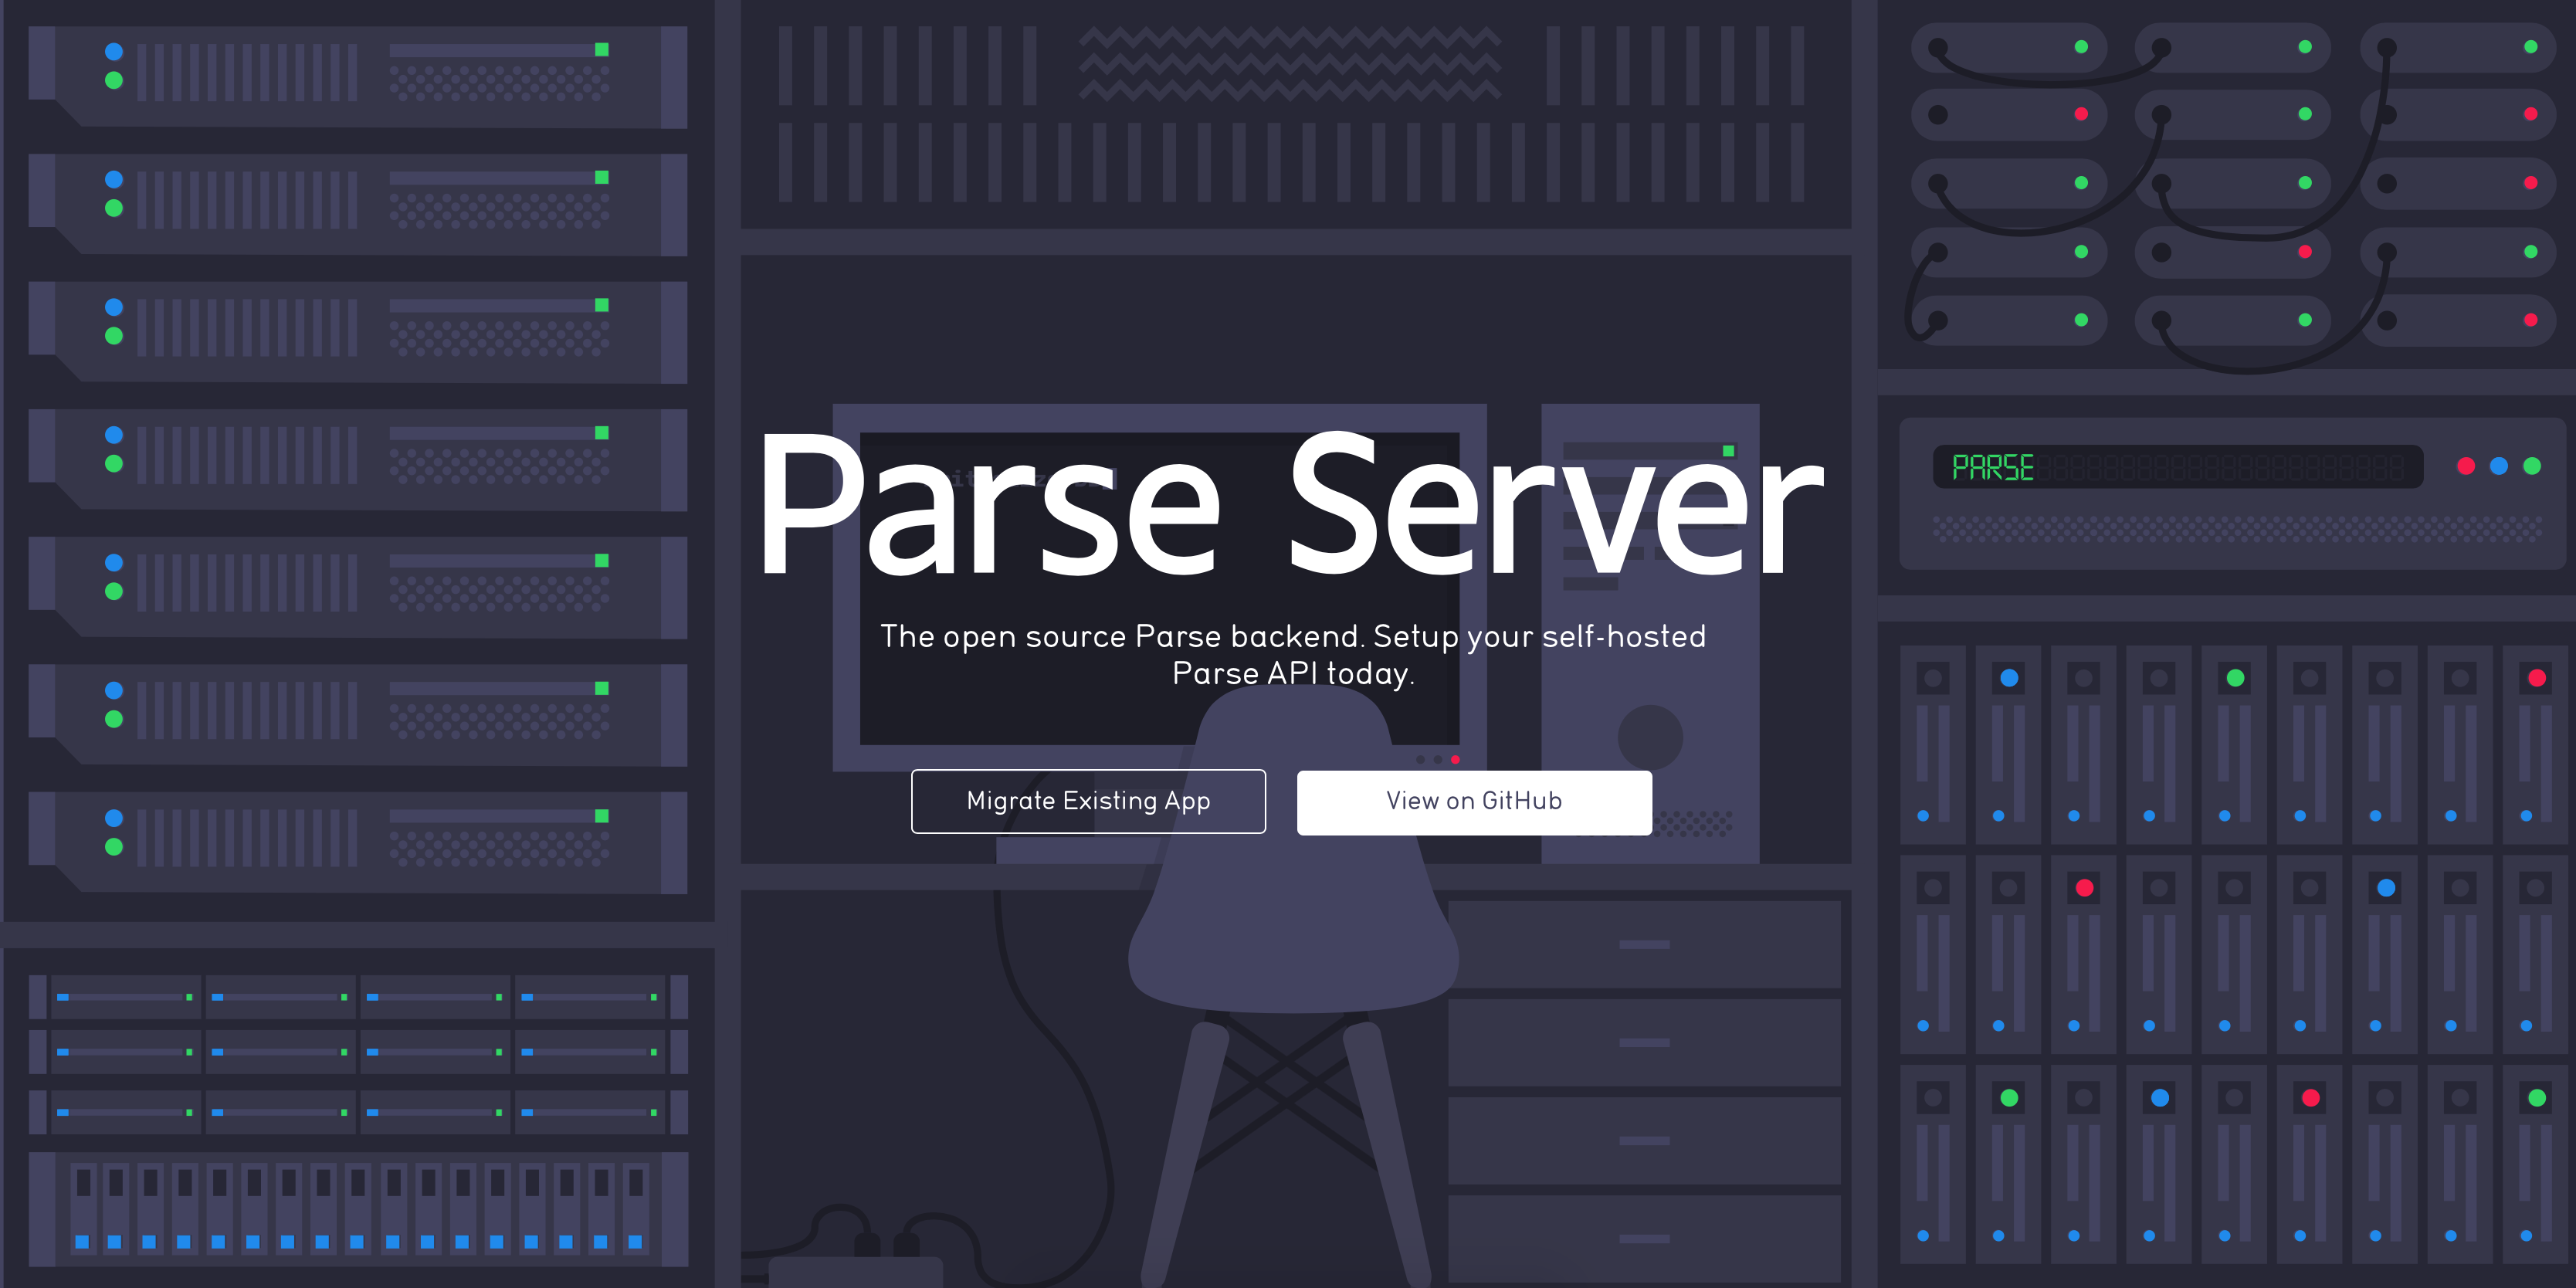 Parse Server
PARSE
The open source Parse backend. Setup your self-hosted
Parse API today.
Migrate Existing App
View on GitHub